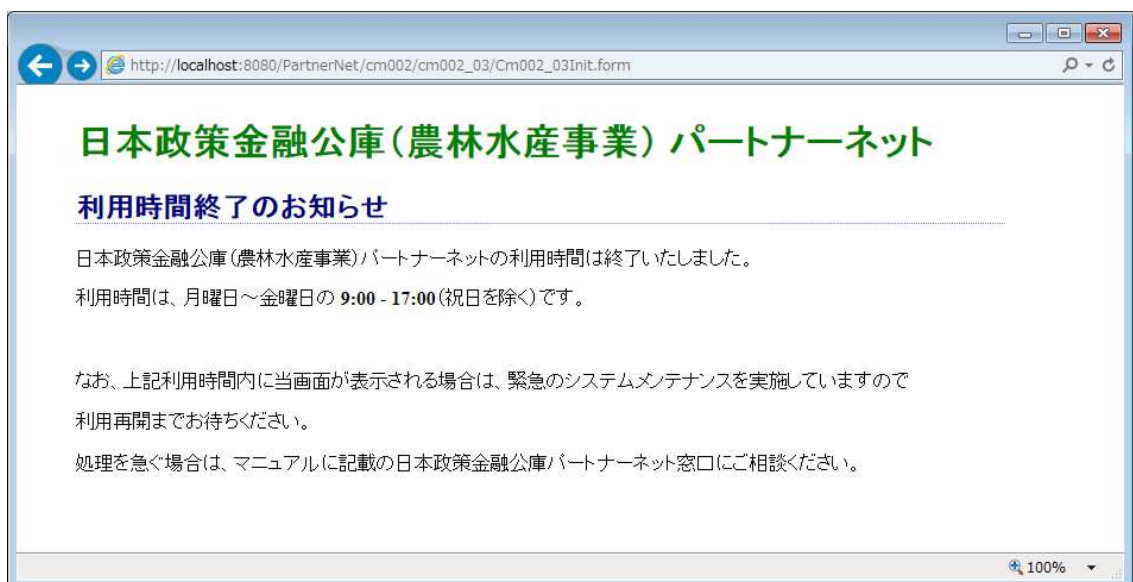 http://localhost:8080/PartnerNet/cm002/cm002_03/Cm002_03Init.form
日本政策金融公庫（農林水産事業） パートナーネット
利用時間終了のお知らせ
日本政策金融公庫（農林水産事業）パートナーネットの利用時間は終了いたしました。
利用時間は、月曜日～金曜日の 9:00 - 17:00（祝日を除く）です。
なお、上記利用時間内に当画面が表示される場合は、緊急のシステムメンテナンスを実施していますので
利用再開までお待ちください。
処理を急ぐ場合は、マニュアルに記載の日本政策金融公庫パートナーネット窓口にご相談ください。
100%